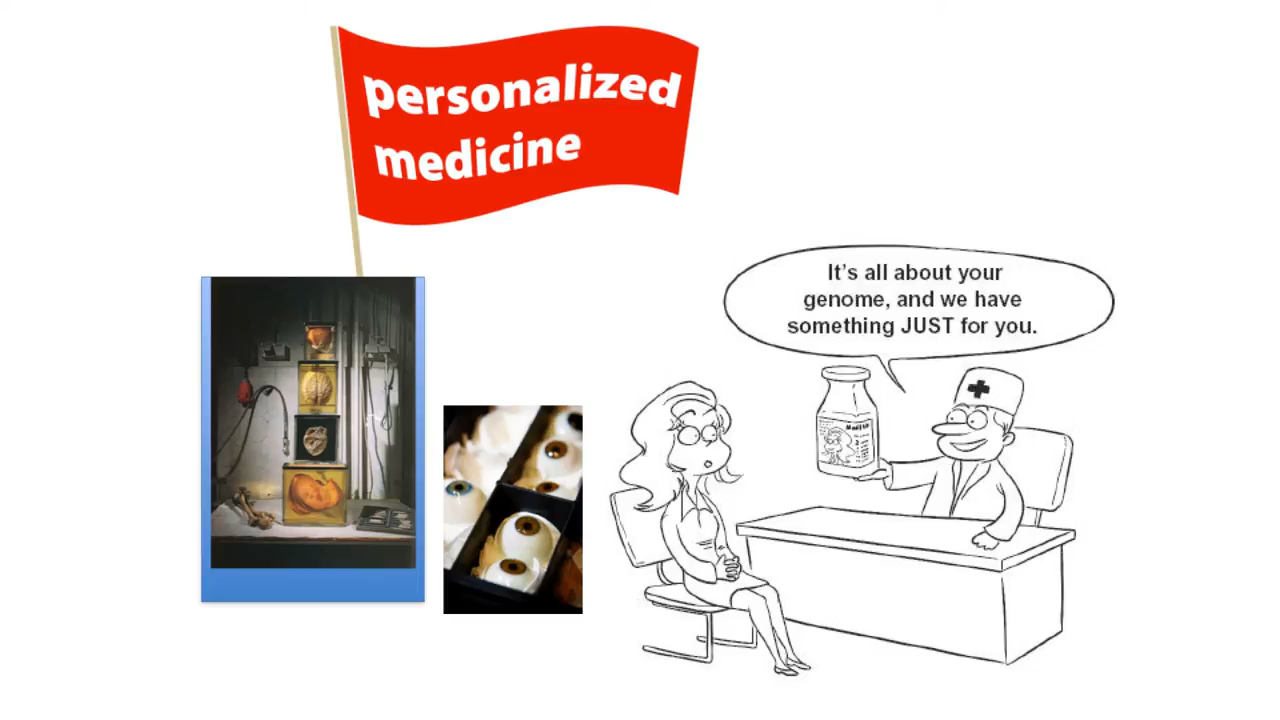 personalized
medicine
It's all about your
genome, and we have
something JUST for you.